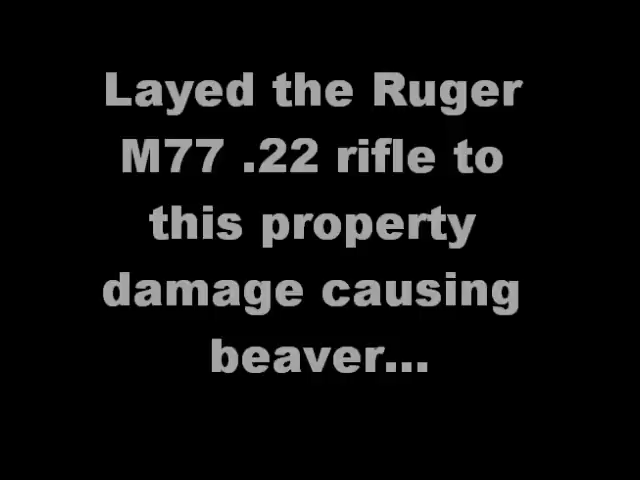 Layed the Ruger
M77 .22 rifle to
this property
damage causing
beaver...